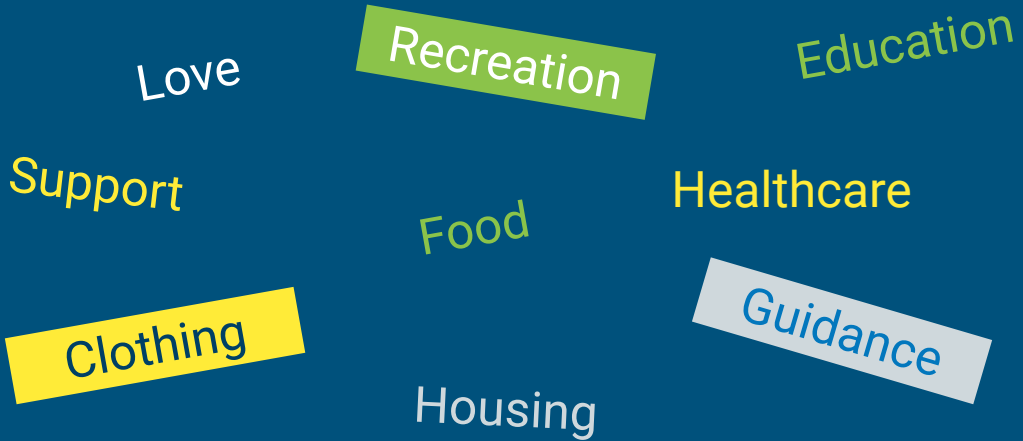 Love
Recreation
Education
Support
Food
Healthcare
Clothing
Guidance
Housing